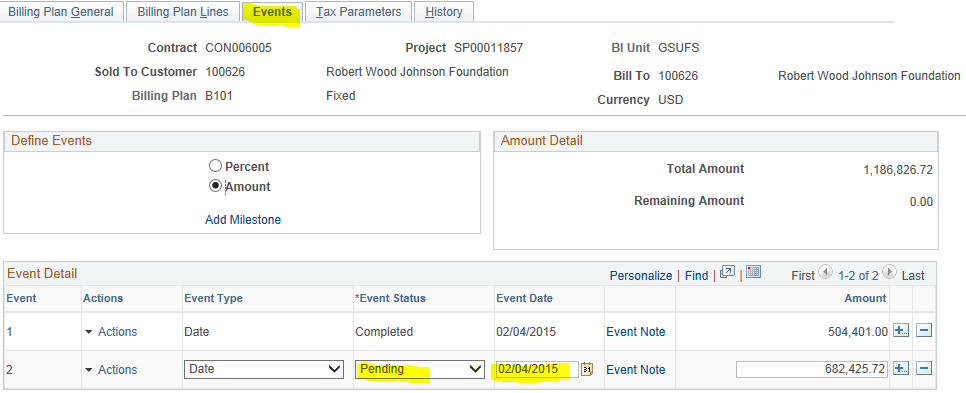 Billing Plan General Billing Plan Lines Events Tax Parameters History
Contract CON006005 Project SP00011857 BI Unit GSUFS
Sold To Customer 100626 Robert Wood Johnson Foundation Bill To 100626 Robert Wood Johnson Foundation
Billing Plan B101 Fixed Currency USD
Define Events
Percent
Amount
Add Milestone
Amount Detail
Total Amount 1,186,826.72
Remaining Amount 0.00
Event Detail Personalize | Find | | First 1-2 of 2 Last
Event Actions Event Type *Event Status Event Date Amount
1 Actions Date Completed 02/04/2015 Event Note 504,401.00
2 Actions Date Pending 02/04/2015 31 Event Note 682,425.72